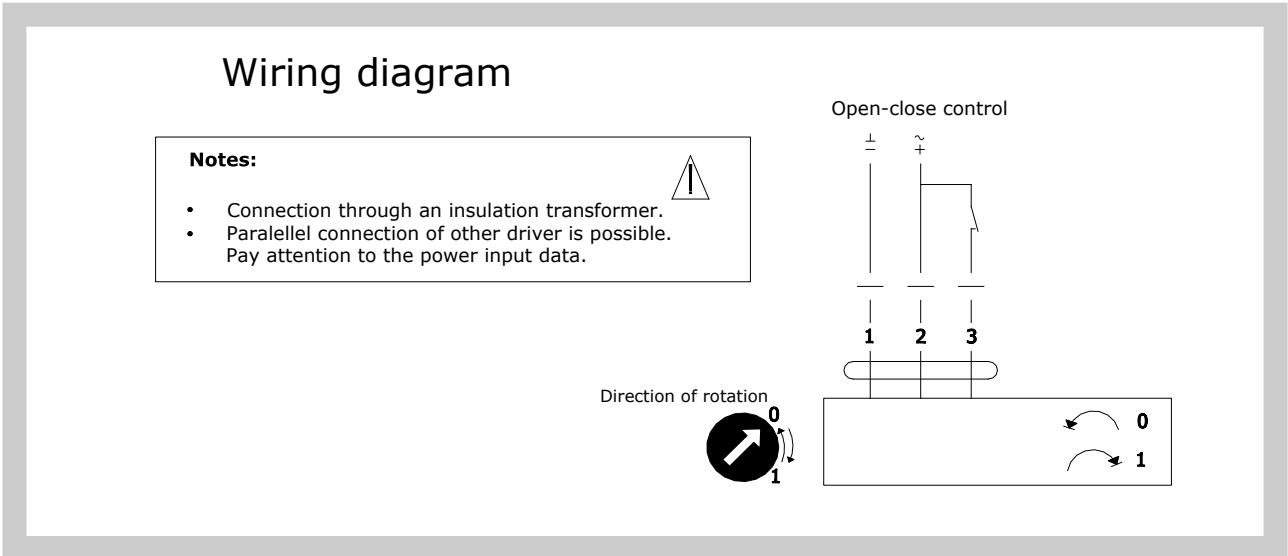 Wiring diagram
Open-close control
Notes:
• Connection through an insulation transformer.
• Paralellel connection of other driver is possible.
Pay attention to the power input data.
⊥ ~
− +
1 2 3
Direction of rotation
0
1
0
1